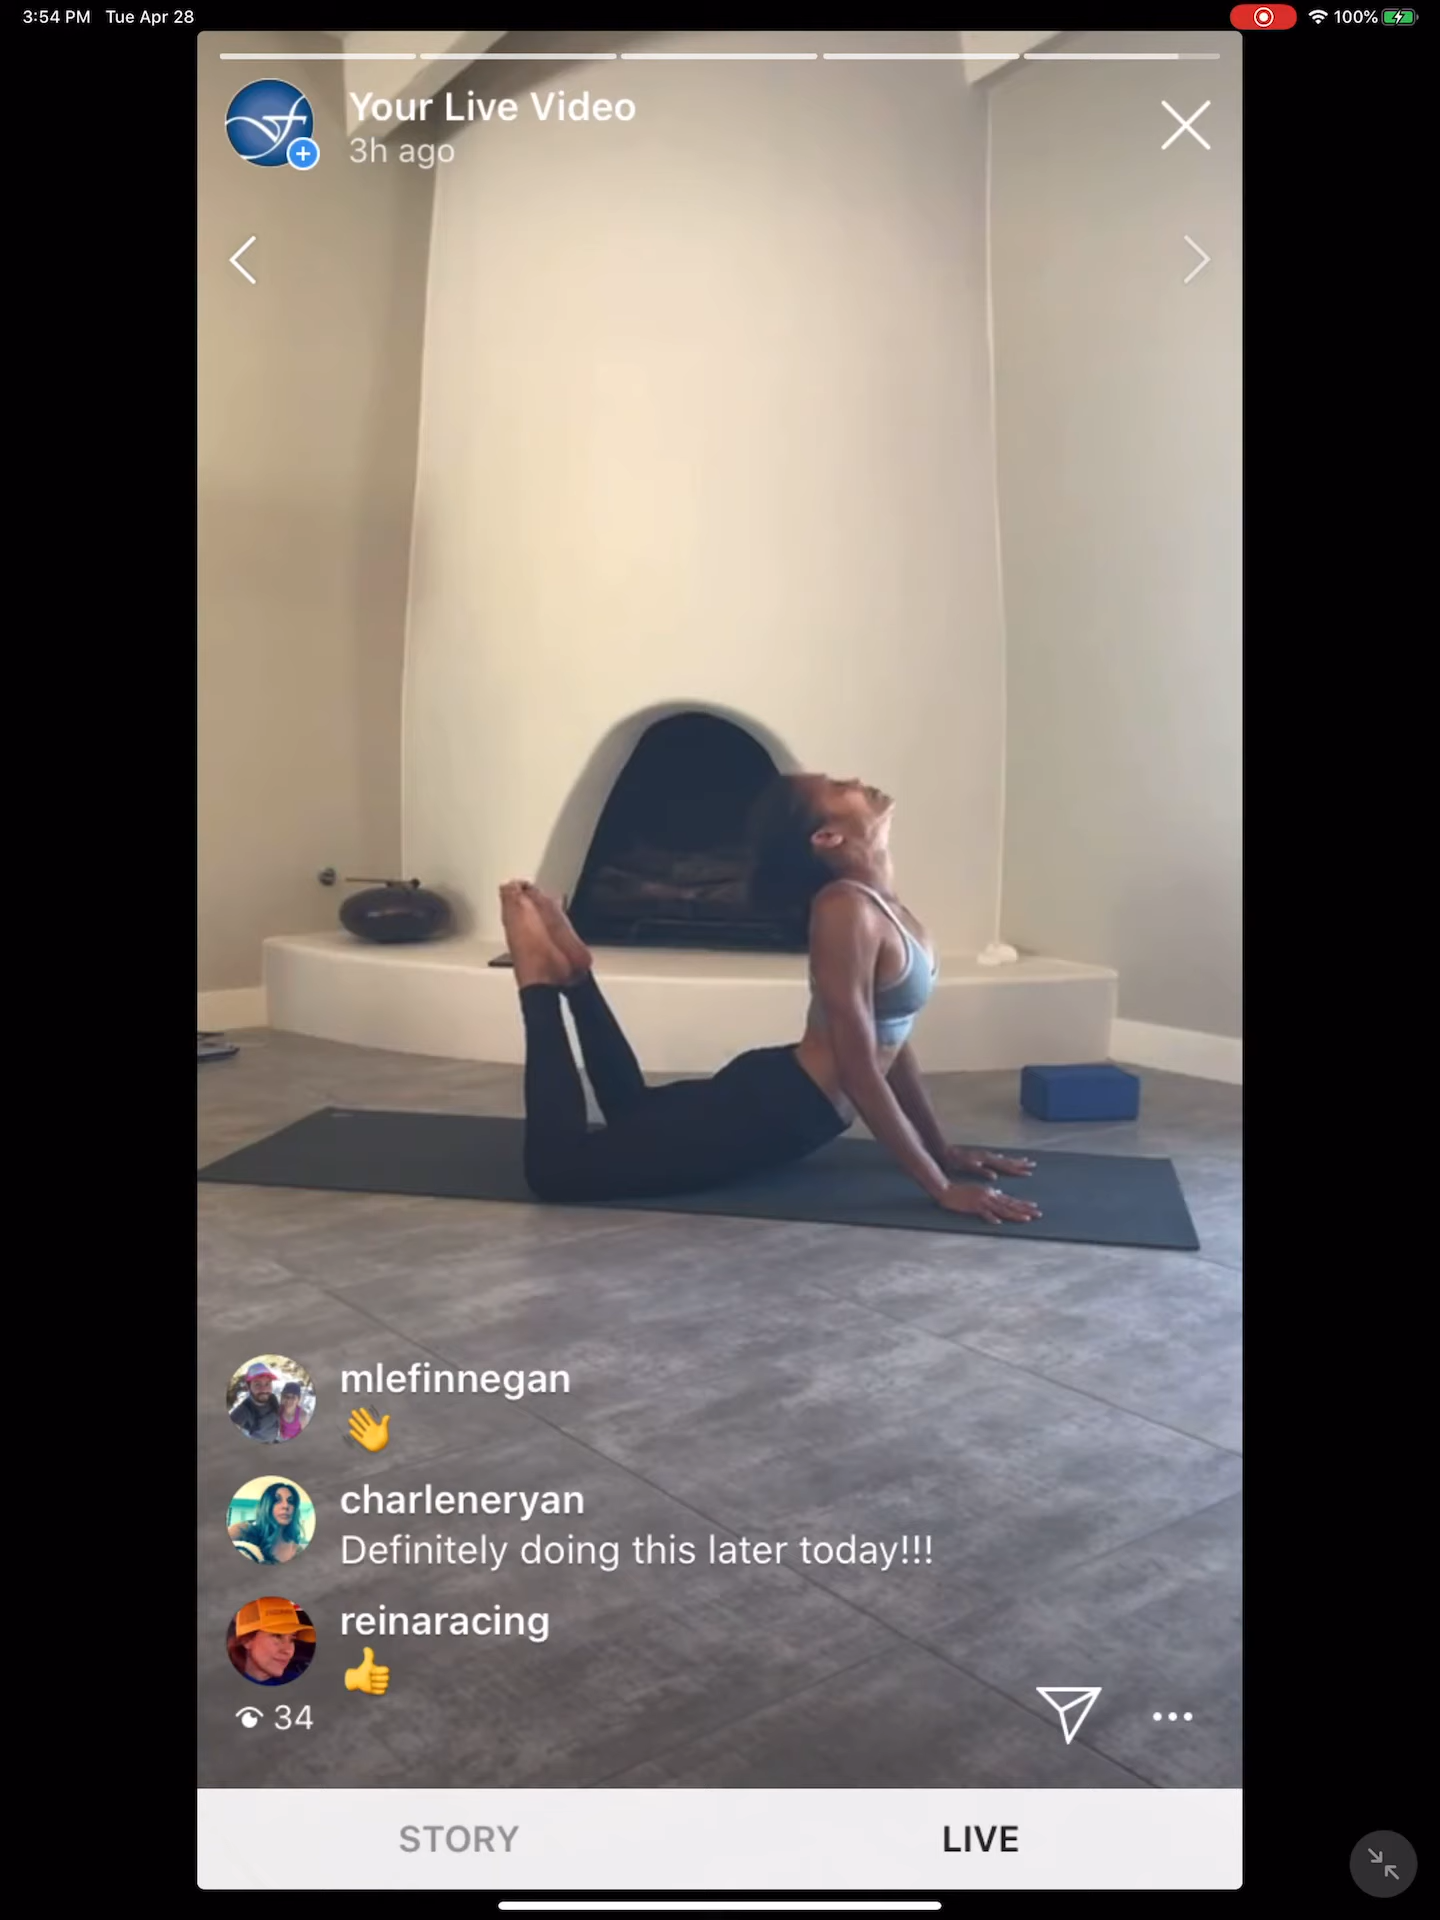 3:54 PM Tue Apr 28
100%
Your Live Video
3h ago
mlefinnegan
👋
charleneryan
Definitely doing this later today!!!
reinaracing
👍
34
STORY
LIVE